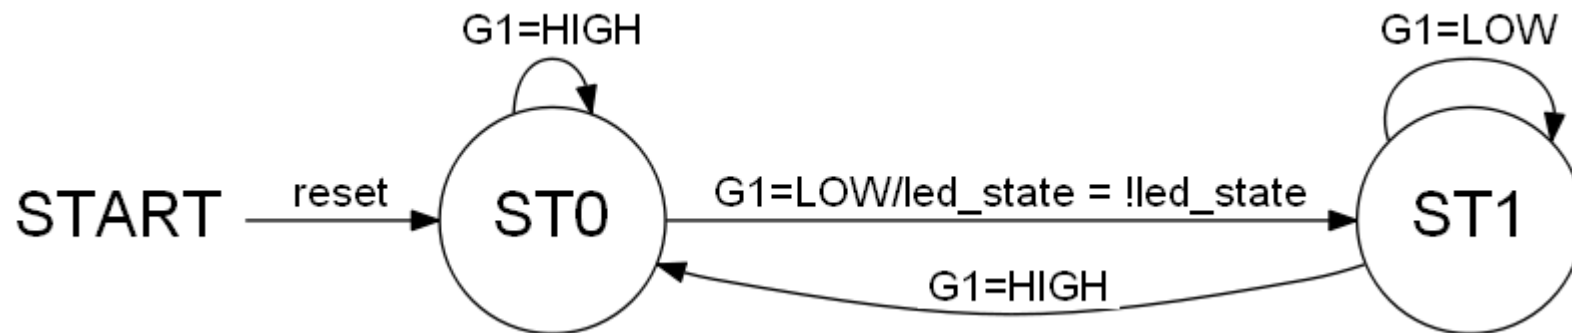 G1=HIGH
G1=LOW
START
reset
ST0
G1=LOW/led_state = !led_state
ST1
G1=HIGH